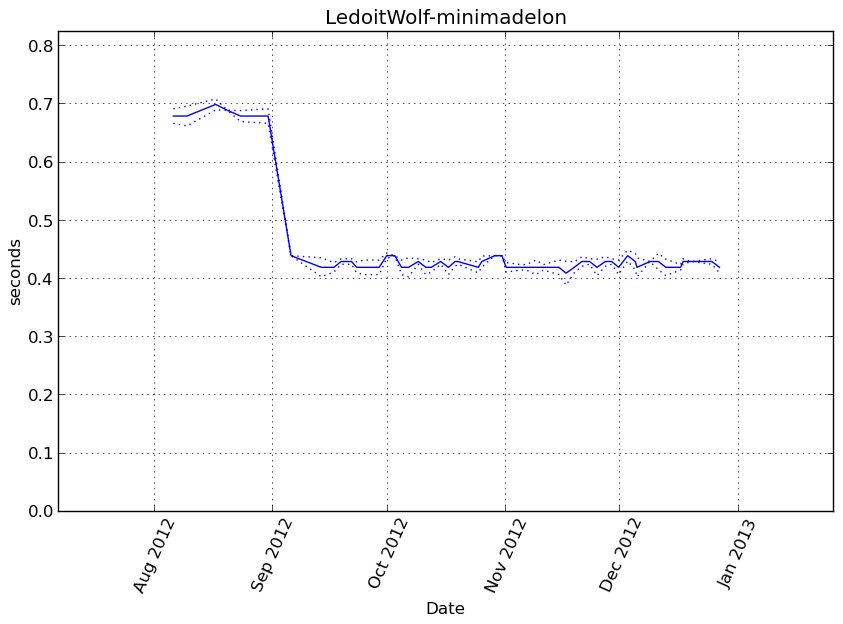 LedoitWolf-minimadelon
0.8
0.7
0.6
0.5
0.4
0.3
0.2
0.1
0.0
seconds
Aug 2012
Sep 2012
Oct 2012
Nov 2012
Dec 2012
Jan 2013
Date